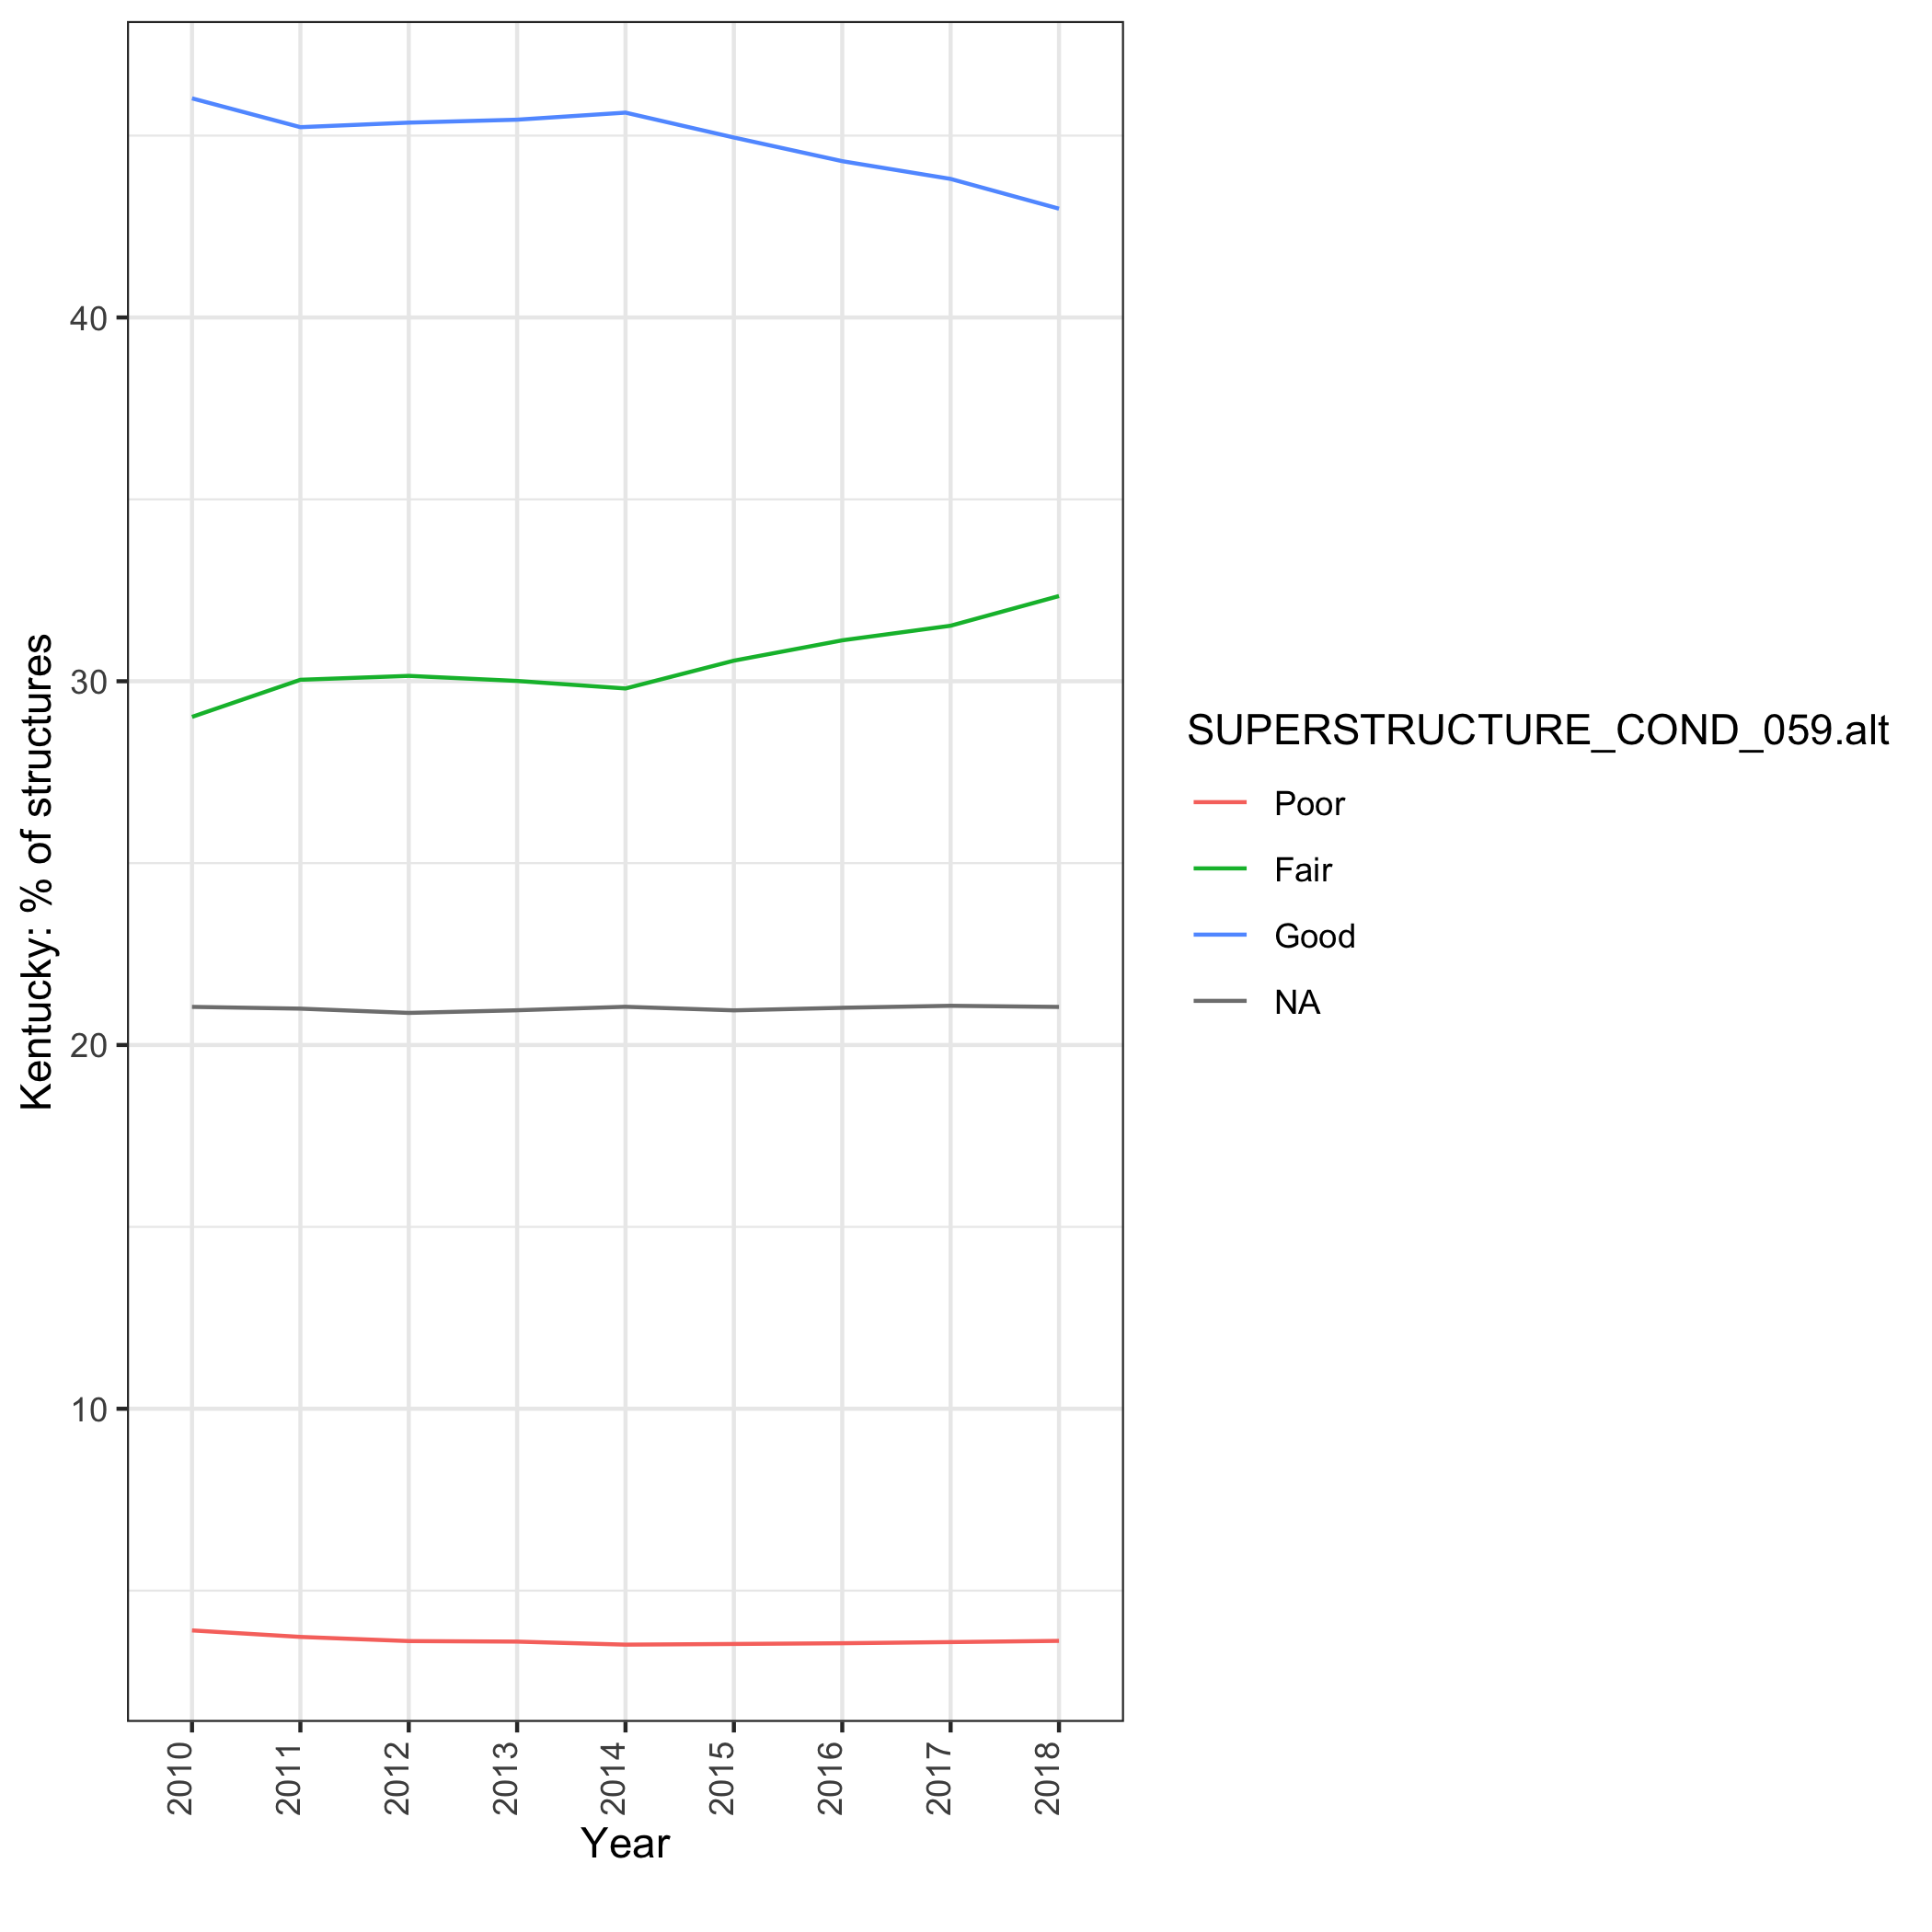 Kentucky: % of structures
40
30
20
10
2010
2011
2012
2013
2014
2015
2016
2017
2018
Year
SUPERSTRUCTURE_COND_059.alt
Poor
Fair
Good
NA